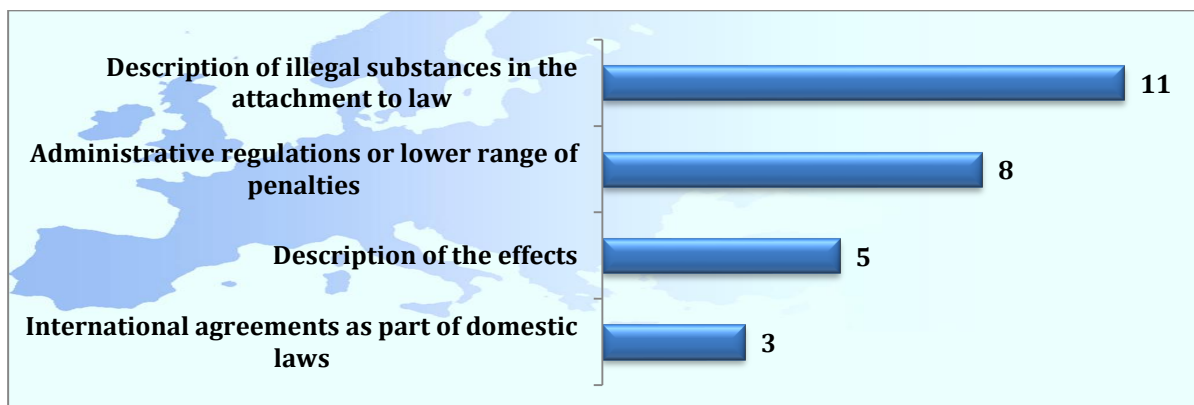 Description of illegal substances in the
attachment to law
11
Administrative regulations or lower range of
penalties
8
Description of the effects
5
International agreements as part of domestic
laws
3